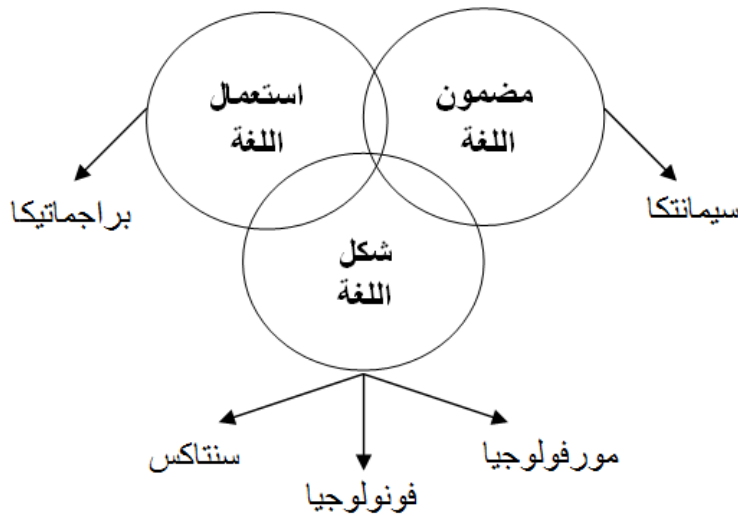 مضمون
اللغة
استعمال
اللغة
سيمانتكا
براجماتيكا
شكل
اللغة
مورفولوجيا
سنتاكس
فونولوجيا